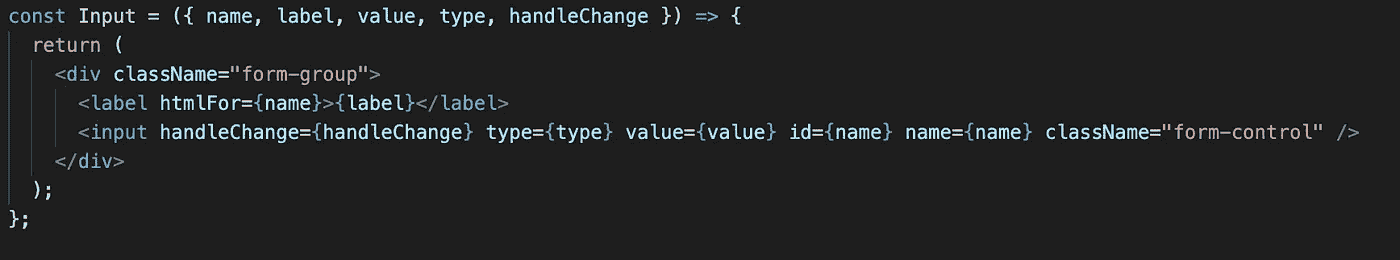 const Input = ({ name, label, value, type, handleChange }) => {
return (
<div className="form-group">
<label htmlFor={name}>{label}</label>
<input handleChange={handleChange} type={type} value={value} id={name} name={name} className="form-control" />
</div>
);
};